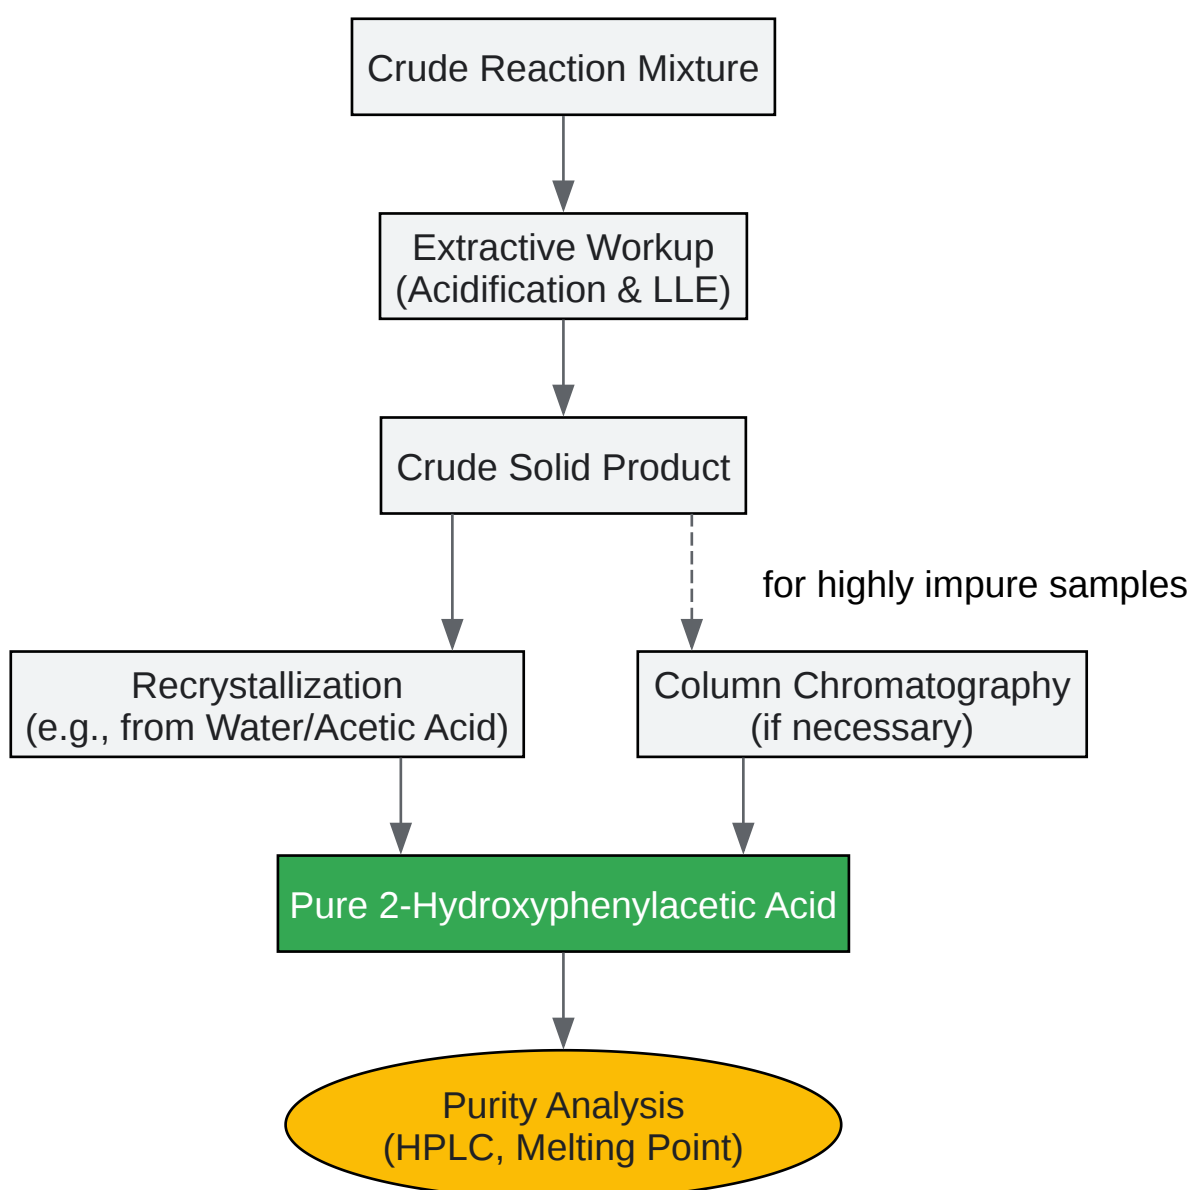 Crude Reaction Mixture
Extractive Workup
(Acidification & LLE)
Crude Solid Product
for highly impure samples
Recrystallization
(e.g., from Water/Acetic Acid)
Column Chromatography
(if necessary)
Pure 2-Hydroxyphenylacetic Acid
Purity Analysis
(HPLC, Melting Point)